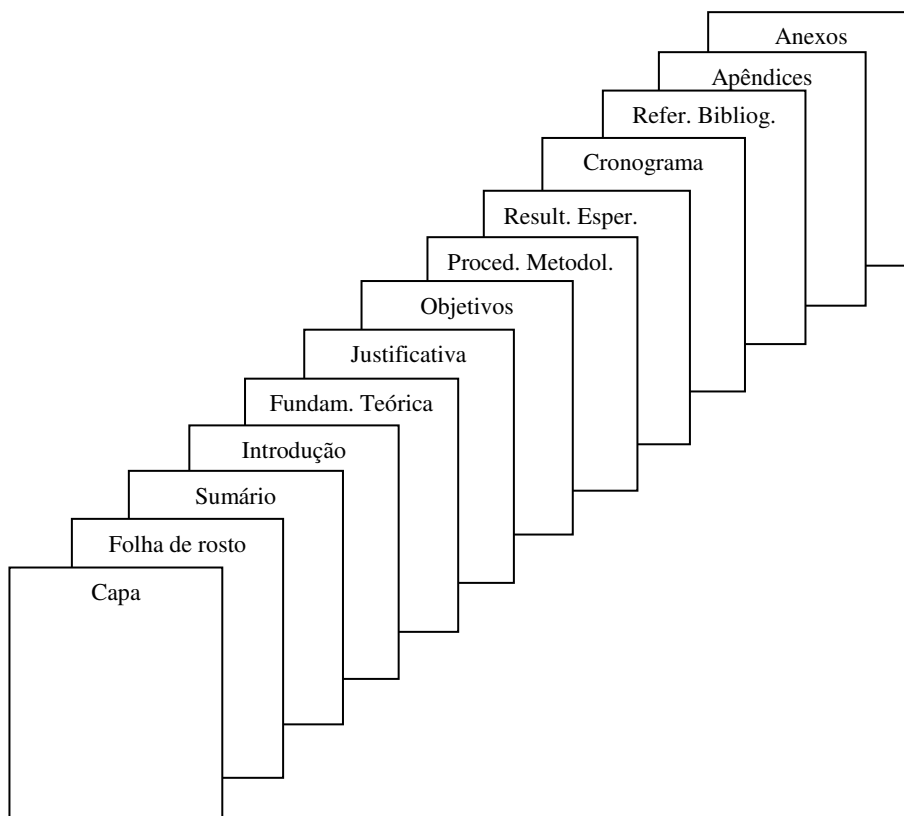 Anexos
Apêndices
Refer. Bibliog.
Cronograma
Result. Esper.
Proced. Metodol.
Objetivos
Justificativa
Fundam. Teórica
Introdução
Sumário
Folha de rosto
Capa